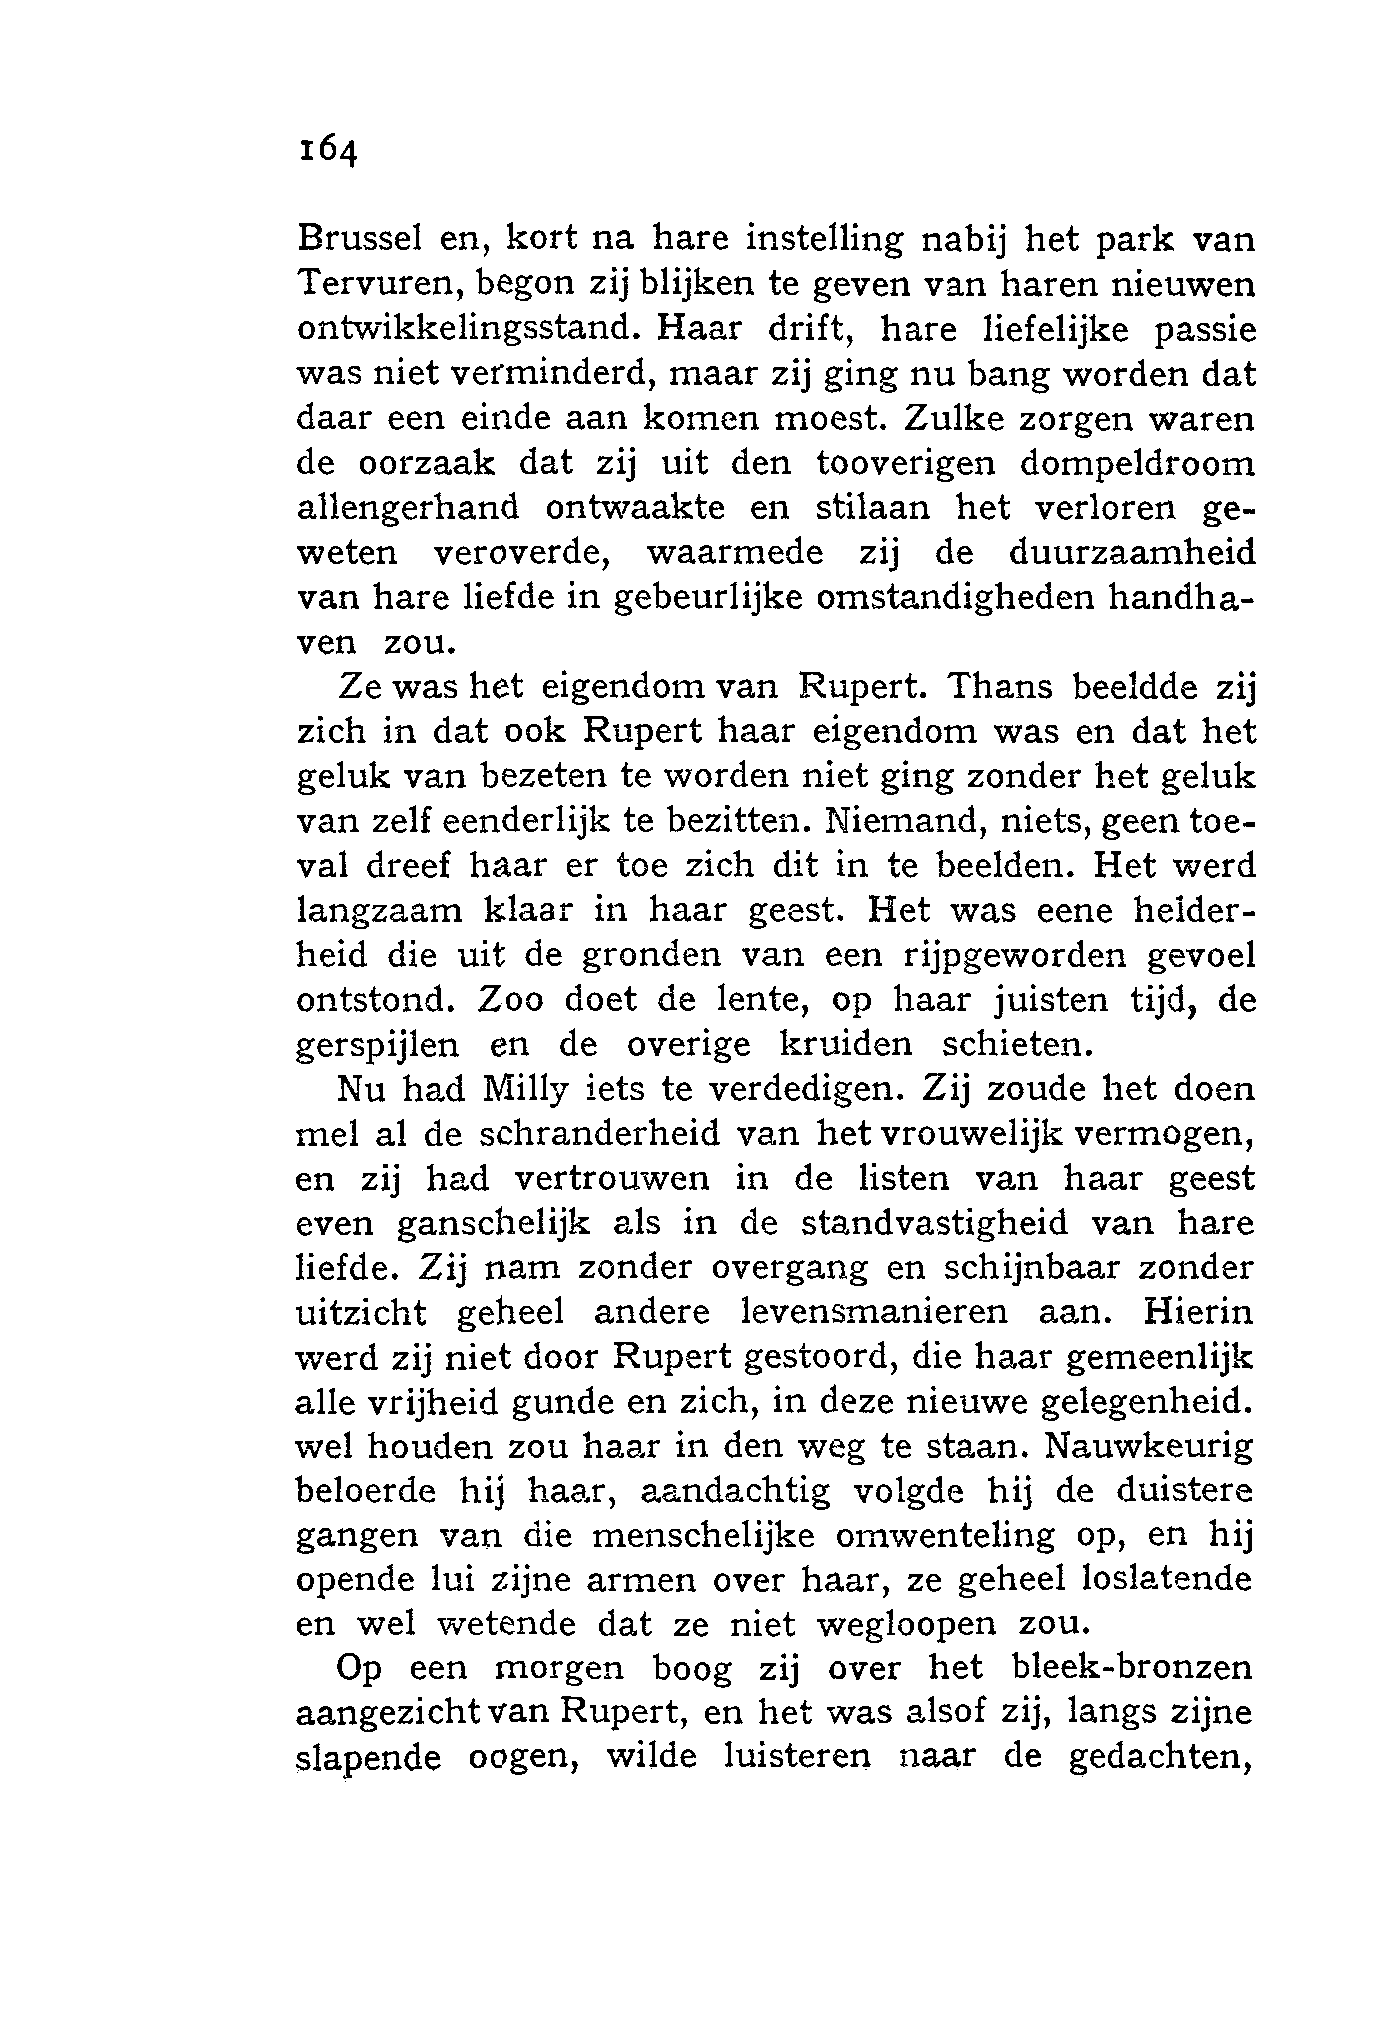 164
Brussel en, kort na hare instelling nabij het park van
Tervuren, begon zij blijken te geven van haren nieuwen
ontwikkelingsstand. Haar drift, hare liefelijke passie
was niet verminderd, maar zij ging nu bang worden dat
daar een einde aan komen moest. Zulke zorgen waren
de oorzaak dat zij uit den tooverigen dompeldroom
allengerhand ontwaakte en stilaan het verloren ge-
weten veroverde, waarmede zij de duurzaamheid
van hare liefde in gebeurlijke omstandigheden handha-
ven zou.
Ze was het eigendom van Rupert. Thans beeldde zij
zich in dat ook Rupert haar eigendom was en dat het
geluk van bezeten te worden niet ging zonder het geluk
van zelf eenderlijk te bezitten. Niemand, niets, geen toe-
val dreef haar er toe zich dit in te beelden. Het werd
langzaam klaar in haar geest. Het was eene helder-
heid die uit de gronden van een rijpgeworden gevoel
ontstond. Zoo doet de lente, op haar juisten tijd, de
gerspijlen en de overige kruiden schieten.
Nu had Milly iets te verdedigen. Zij zoude het doen
mel al de schranderheid van het vrouwelijk vermogen,
en zij had vertrouwen in de listen van haar geest
even ganschelijk als in de standvastigheid van hare
liefde. Zij nam zonder overgang en schijnbaar zonder
uitzicht geheel andere levensmanieren aan. Hierin
werd zij niet door Rupert gestoord, die haar gemeenlijk
alle vrijheid gunde en zich, in deze nieuwe gelegenheid.
wel houden zou haar in den weg te staan. Nauwkeurig
beloerde hij haar, aandachtig volgde hij de duistere
gangen van die menschelijke omwenteling op, en hij
opende lui zijne armen over haar, ze geheel loslatende
en wel wetende dat ze niet wegloopen zou.
Op een morgen boog zij over het bleek-bronzen
aangezicht van Rupert, en het was alsof zij, langs zijne
slapende oogen, wilde luisteren naar de gedachten,